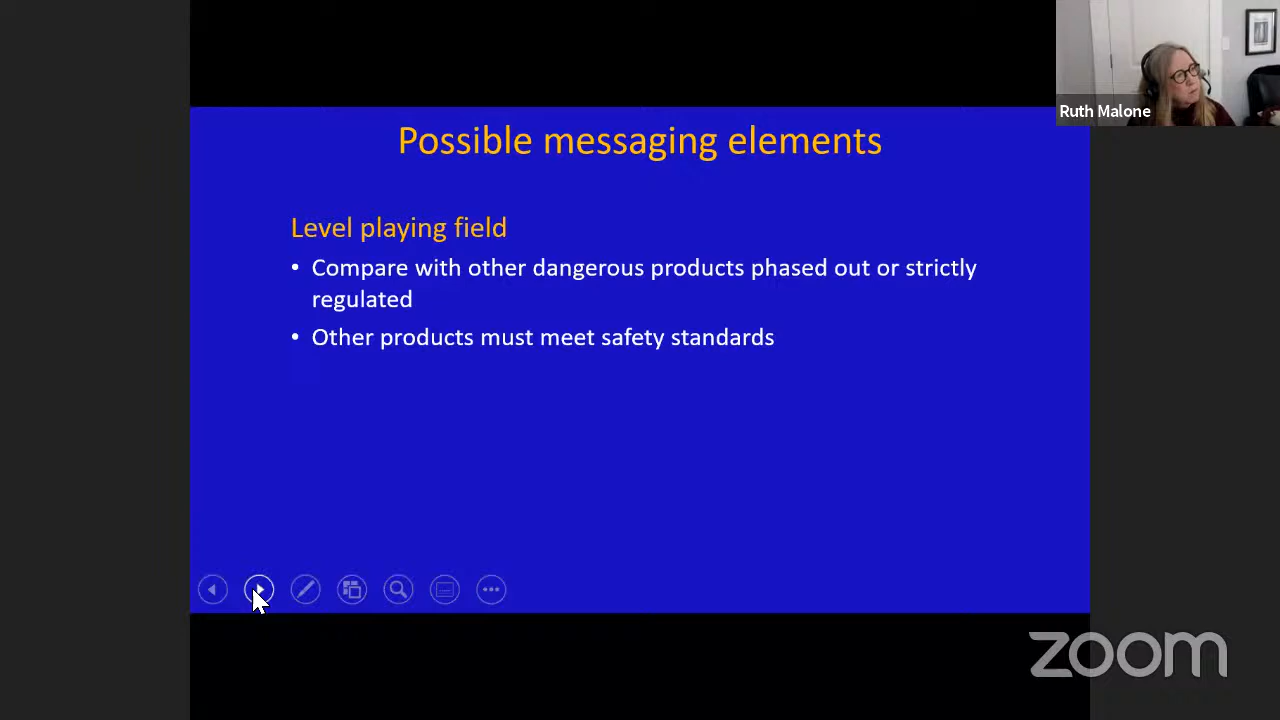 Ruth Malone
Possible messaging elements
Level playing field
• Compare with other dangerous products phased out or strictly
regulated
• Other products must meet safety standards
zoom